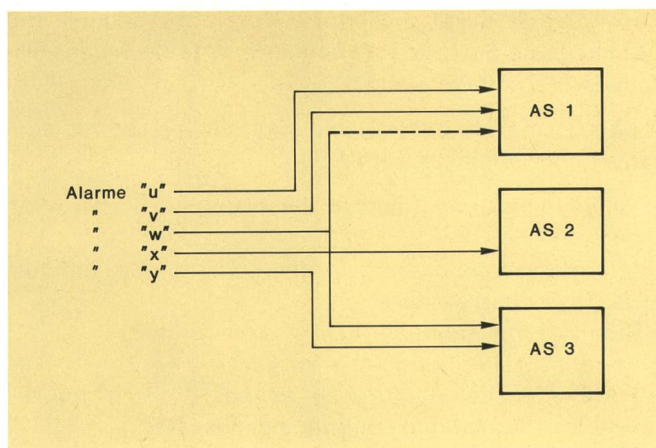 AS 1
Alarme "u"
" "v"
" "w"
" "x"
" "y"
AS 2
AS 3